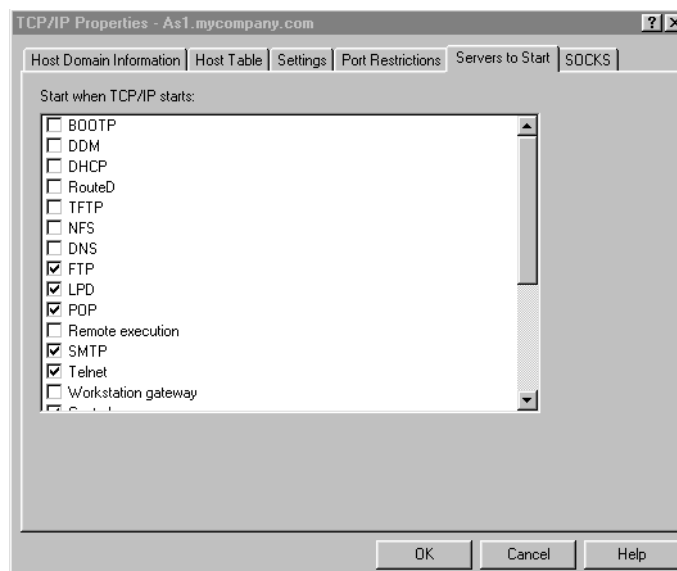 TCP/IP Properties - As1.mycompany.com
Host Domain Information Host Table Settings Port Restrictions Servers to Start SOCKS
Start when TCP/IP starts:
BOOTP
DDM
DHCP
RouteD
TFTP
NFS
DNS
FTP
LPD
POP
Remote execution
SMTP
Telnet
Workstation gateway
OK Cancel Help